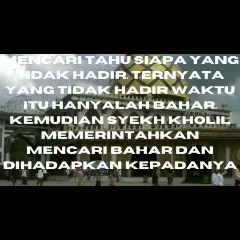 MENCARI TAHU SIAPA YANG
TIDAK HADIR. TERNYATA
YANG TIDAK HADIR WAKTU
ITU HANYALAH BAHAR.
KEMUDIAN SYEKH KHOLIL
MEMERINTAHKAN
MENCARI BAHAR DAN
DIHADAPKAN KEPADANYA